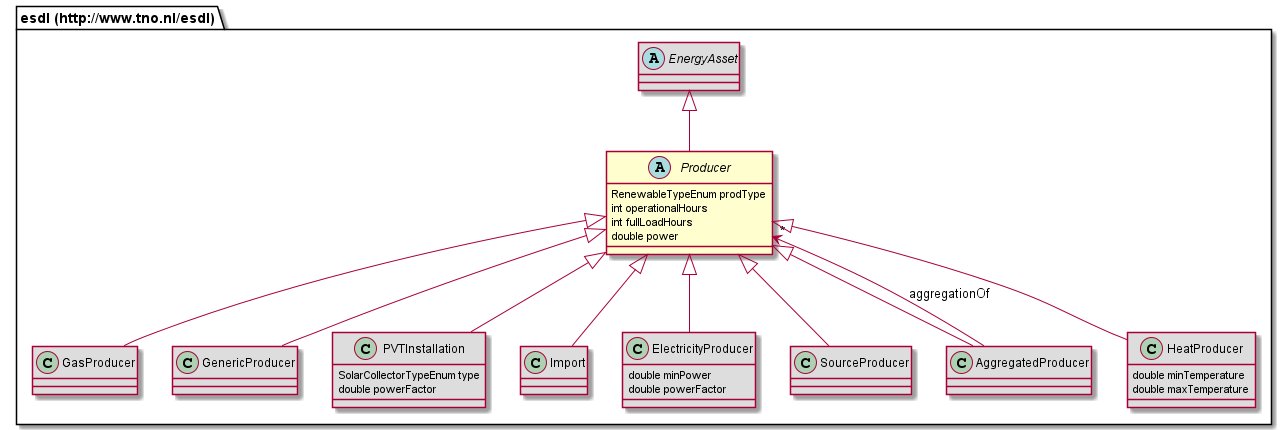 esdl (http://www.tno.nl/esdl)
A EnergyAsset
A Producer
RenewableTypeEnum prodType
int operationalHours
int fullLoadHours
double power
*
aggregationOf
C GasProducer
C GenericProducer
C PVTInstallation
SolarCollectorTypeEnum type
double powerFactor
C Import
C ElectricityProducer
double minPower
double powerFactor
C SourceProducer
C AggregatedProducer
C HeatProducer
double minTemperature
double maxTemperature